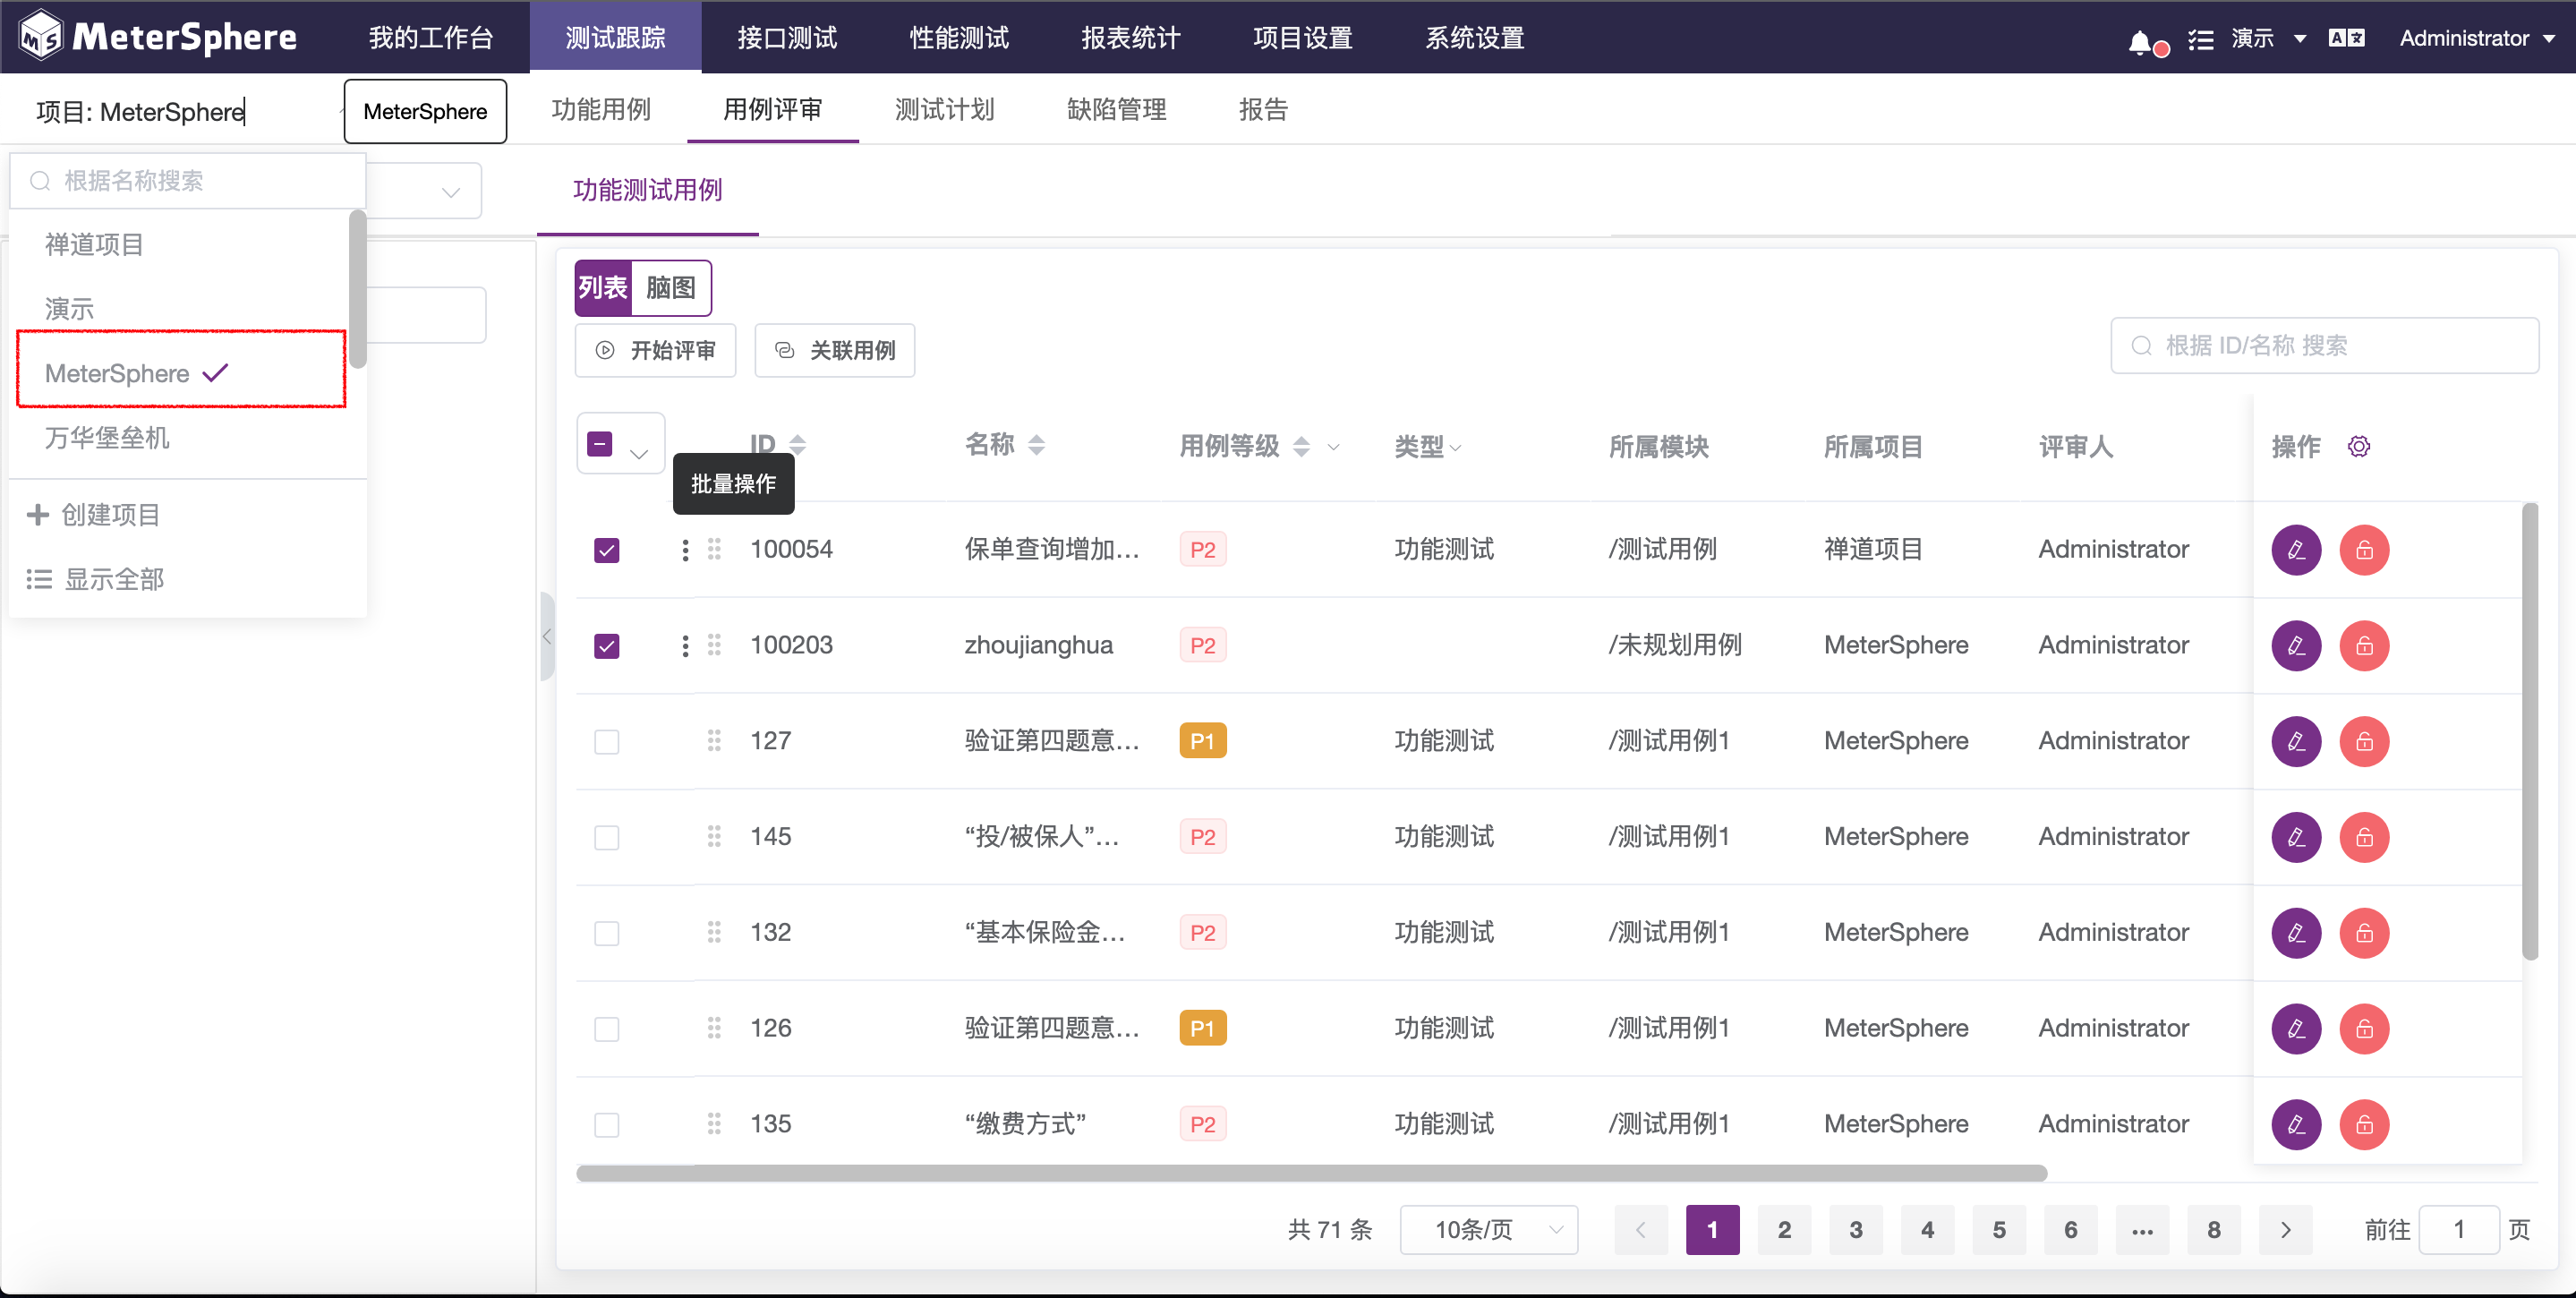 MeterSphere 我的工作台 测试跟踪 接口测试 性能测试 报表统计 项目设置 系统设置 演示 Administrator
项目: MeterSphere MeterSphere 功能用例 用例评审 测试计划 缺陷管理 报告
根据名称搜索
禅道项目
演示
MeterSphere
万华堡垒机
创建项目
显示全部
功能测试用例
列表 脑图
开始评审 关联用例 根据 ID/名称 搜索
ID 名称 用例等级 类型 所属模块 所属项目 评审人 操作
批量操作
100054 保单查询增加... P2 功能测试 /测试用例 禅道项目 Administrator
100203 zhoujianghua P2 /未规划用例 MeterSphere Administrator
127 验证第四题意... P1 功能测试 /测试用例1 MeterSphere Administrator
145 “投/被保人”... P2 功能测试 /测试用例1 MeterSphere Administrator
132 “基本保险金... P2 功能测试 /测试用例1 MeterSphere Administrator
126 验证第四题意... P1 功能测试 /测试用例1 MeterSphere Administrator
135 “缴费方式” P2 功能测试 /测试用例1 MeterSphere Administrator
共 71 条 10条/页 1 2 3 4 5 6 ... 8 前往 1 页